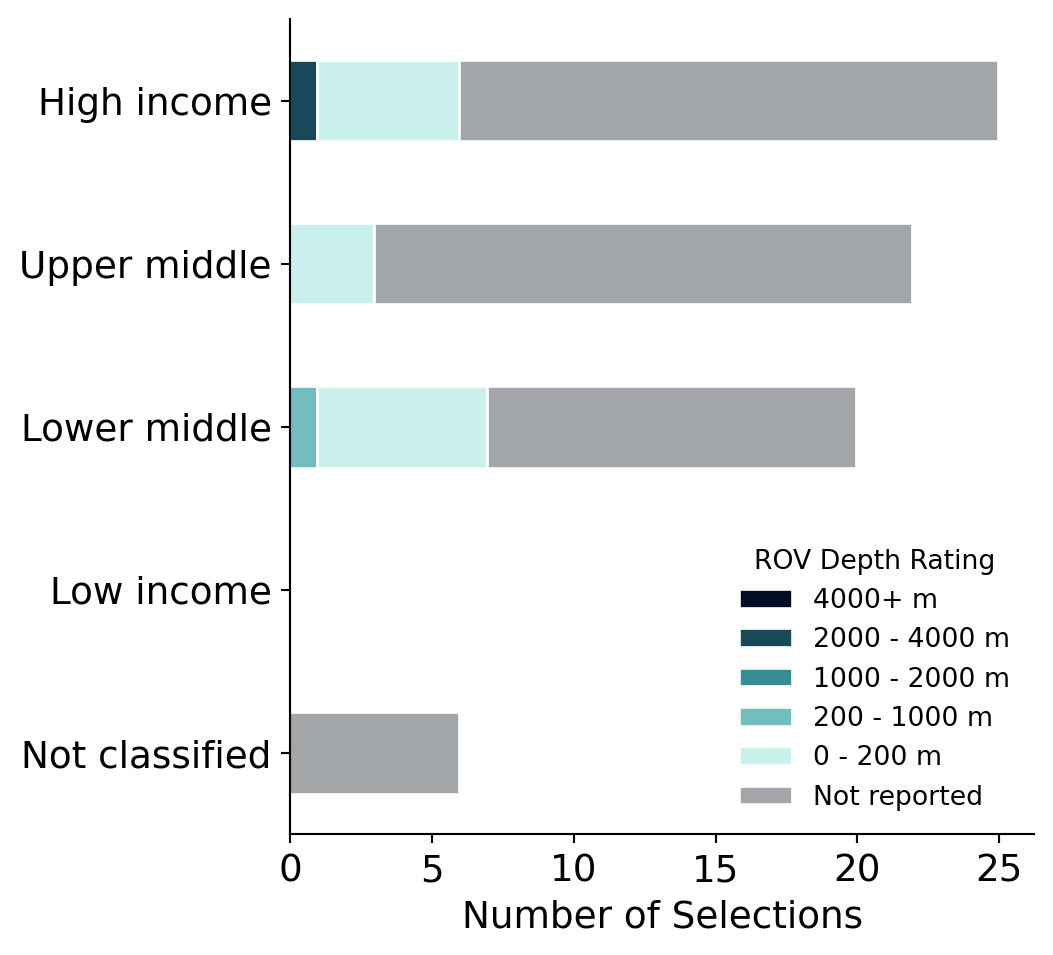 High income
Upper middle
Lower middle
Low income
Not classified
ROV Depth Rating
4000+ m
2000 - 4000 m
1000 - 2000 m
200 - 1000 m
0 - 200 m
Not reported
0 5 10 15 20 25
Number of Selections